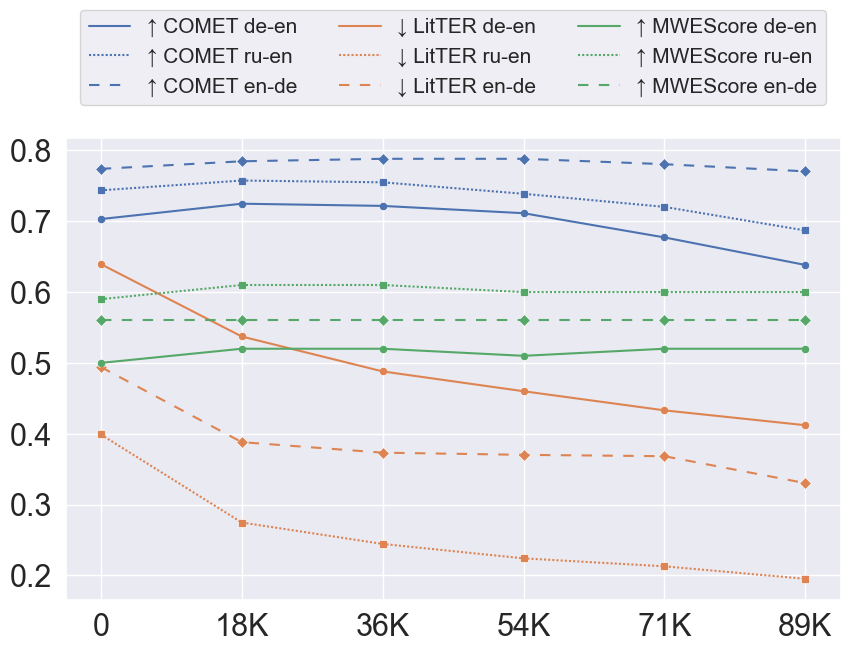 ↑ COMET de-en ↓ LitTER de-en ↑ MWEScore de-en
↑ COMET ru-en ↓ LitTER ru-en ↑ MWEScore ru-en
↑ COMET en-de ↓ LitTER en-de ↑ MWEScore en-de
0.8
0.7
0.6
0.5
0.4
0.3
0.2
0 18K 36K 54K 71K 89K